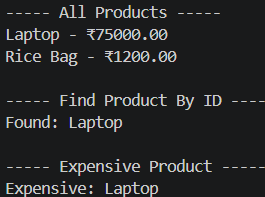 ----- All Products -----
Laptop - ₹75000.00
Rice Bag - ₹1200.00
----- Find Product By ID ----
Found: Laptop
----- Expensive Product -----
Expensive: Laptop